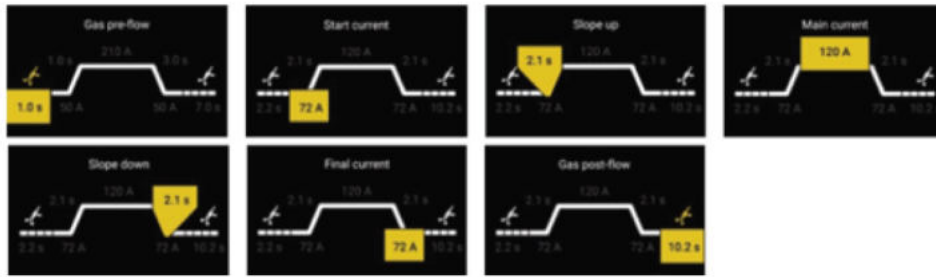 Gas pre-flow
1.0 s 210 A 3.0 s
1.0 s 50 A 50 A 7.0 s
Start current
2.1 s 120 A 2.1 s
2.2 s 72 A 72 A 10.2 s
Slope up
2.1 s 120 A 2.1 s
2.2 s 72 A 72 A 10.2 s
Main current
2.1 s 120 A 2.1 s
2.2 s 72 A 72 A 10.2 s
Slope down
2.1 s 120 A 2.1 s
2.2 s 72 A 72 A 10.2 s
Final current
2.1 s 120 A 2.1 s
2.2 s 72 A 72 A 10.2 s
Gas post-flow
2.1 s 120 A 2.1 s
2.2 s 72 A 72 A 10.2 s